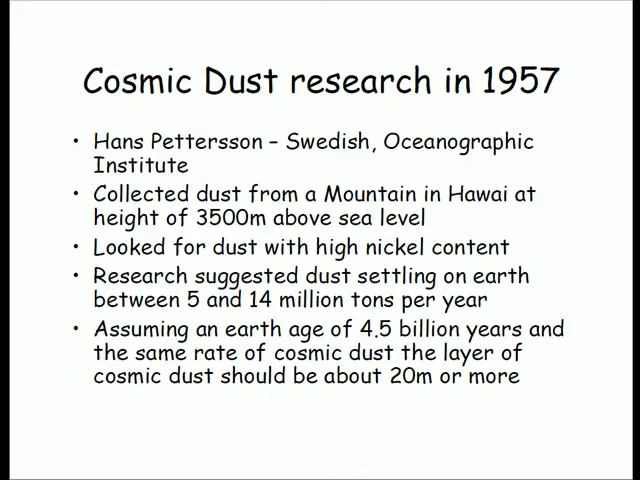 Cosmic Dust research in 1957
• Hans Pettersson – Swedish, Oceanographic
Institute
• Collected dust from a Mountain in Hawai at
height of 3500m above sea level
• Looked for dust with high nickel content
• Research suggested dust settling on earth
between 5 and 14 million tons per year
• Assuming an earth age of 4.5 billion years and
the same rate of cosmic dust the layer of
cosmic dust should be about 20m or more